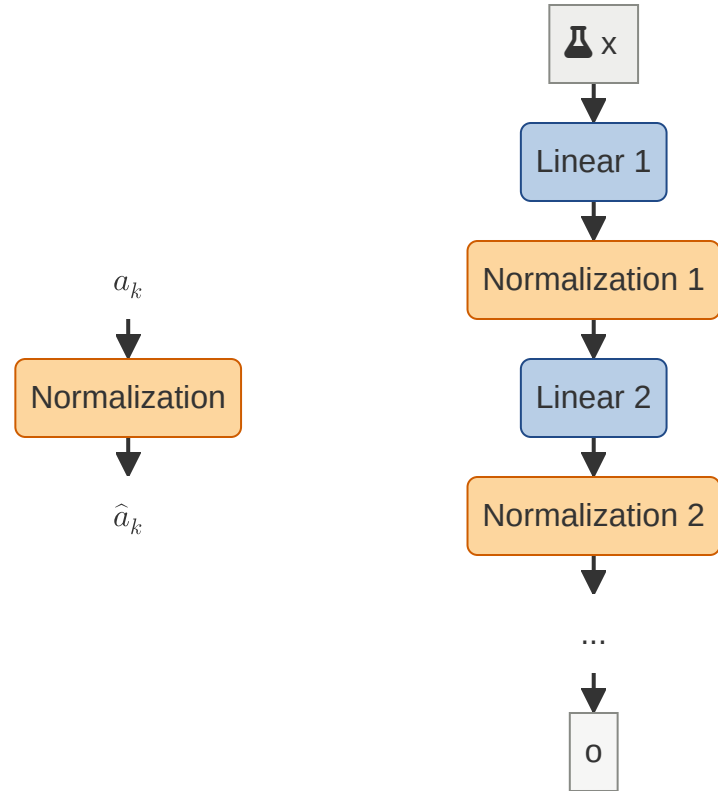 a_k
Normalization
â_k
x
Linear 1
Normalization 1
Linear 2
Normalization 2
...
o